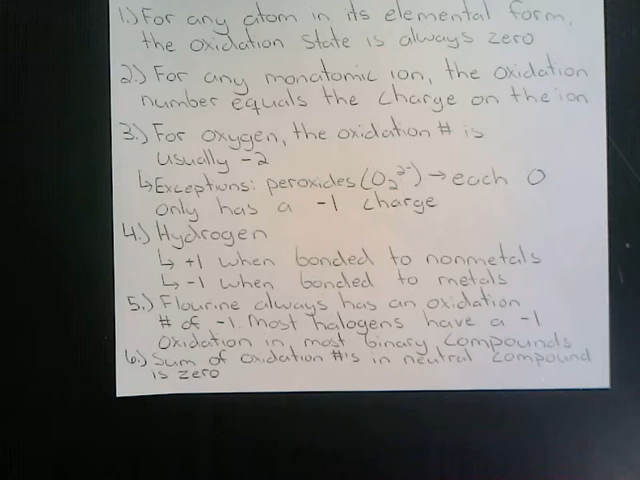 1.) For any atom in its elemental form,
the oxidation state is always zero
2.) For any monatomic ion, the oxidation
number equals the charge on the ion
3.) For oxygen, the oxidation # is
usually -2
↳ Exceptions: peroxides (O₂²⁻) → each O
only has a -1 charge
4.) Hydrogen
↳ +1 when bonded to nonmetals
↳ -1 when bonded to metals
5.) Flourine always has an oxidation
# of -1. Most halogens have a -1
oxidation in most binary compounds
6.) Sum of oxidation #'s in neutral compound
is zero